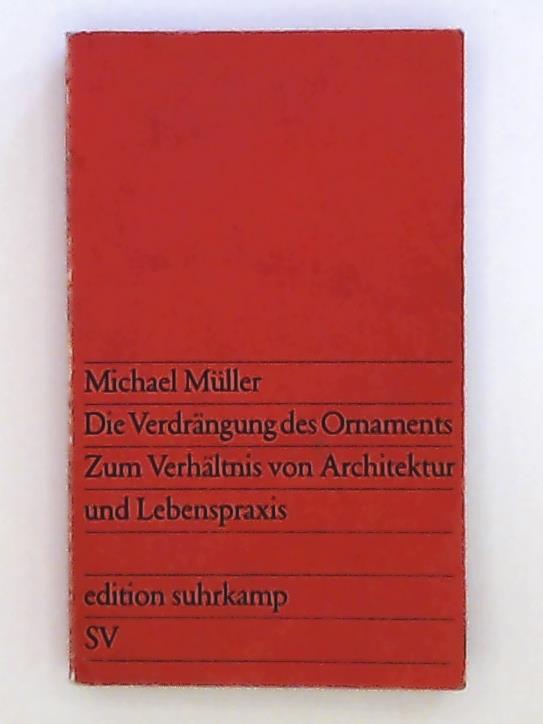 Michael Müller
Die Verdrängung des Ornaments
Zum Verhältnis von Architektur
und Lebenspraxis
edition suhrkamp
SV